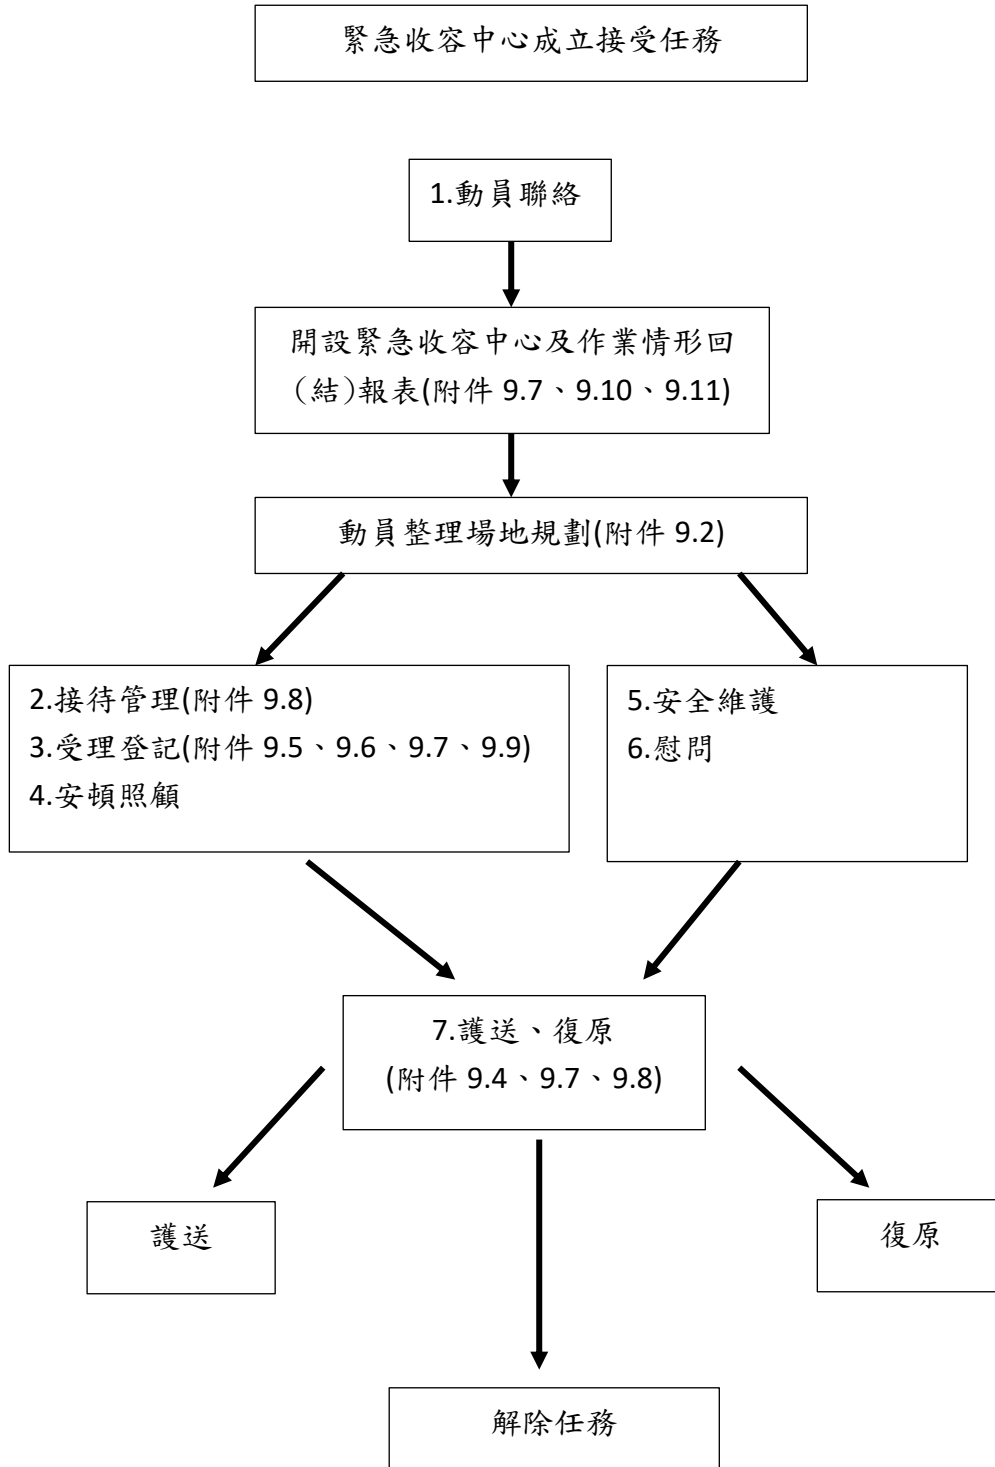 緊急收容中心成立接受任務
1.動員聯絡
開設緊急收容中心及作業情形回
（結）報表(附件 9.7、9.10、9.11)
動員整理場地規劃(附件 9.2)
2.接待管理(附件 9.8)
3.受理登記(附件 9.5、9.6、9.7、9.9)
4.安頓照顧
5.安全維護
6.慰問
7.護送、復原
(附件 9.4、9.7、9.8)
護送
復原
解除任務